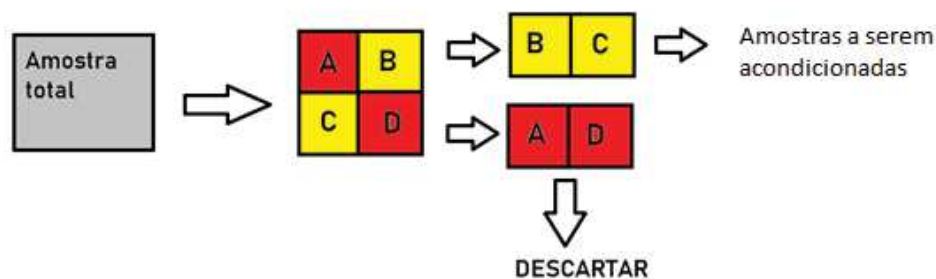 Amostra
total
A B
C D
B C
A D
Amostras a serem
acondicionadas
DESCARTAR